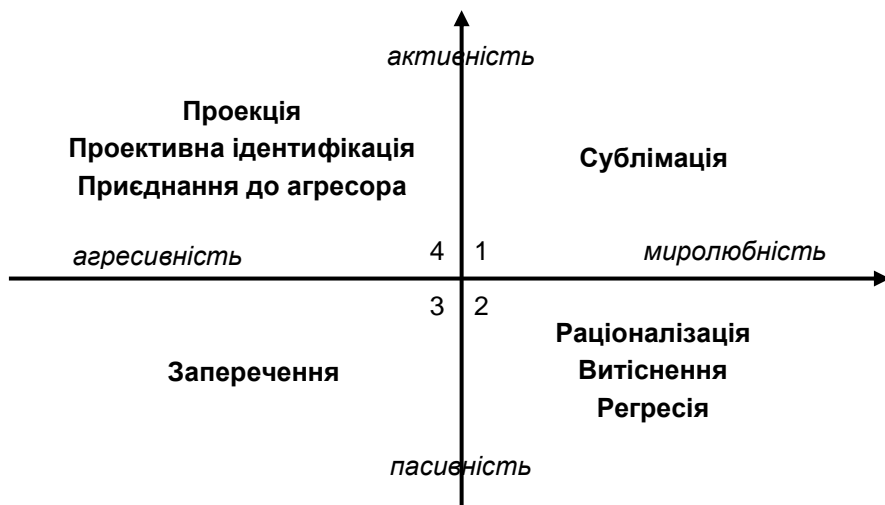 активність
Проекція
Проективна ідентифікація
Приєднання до агресора
Сублімація
агресивність
4
1
миролюбність
3
2
Заперечення
Раціоналізація
Витіснення
Регресія
пасивність